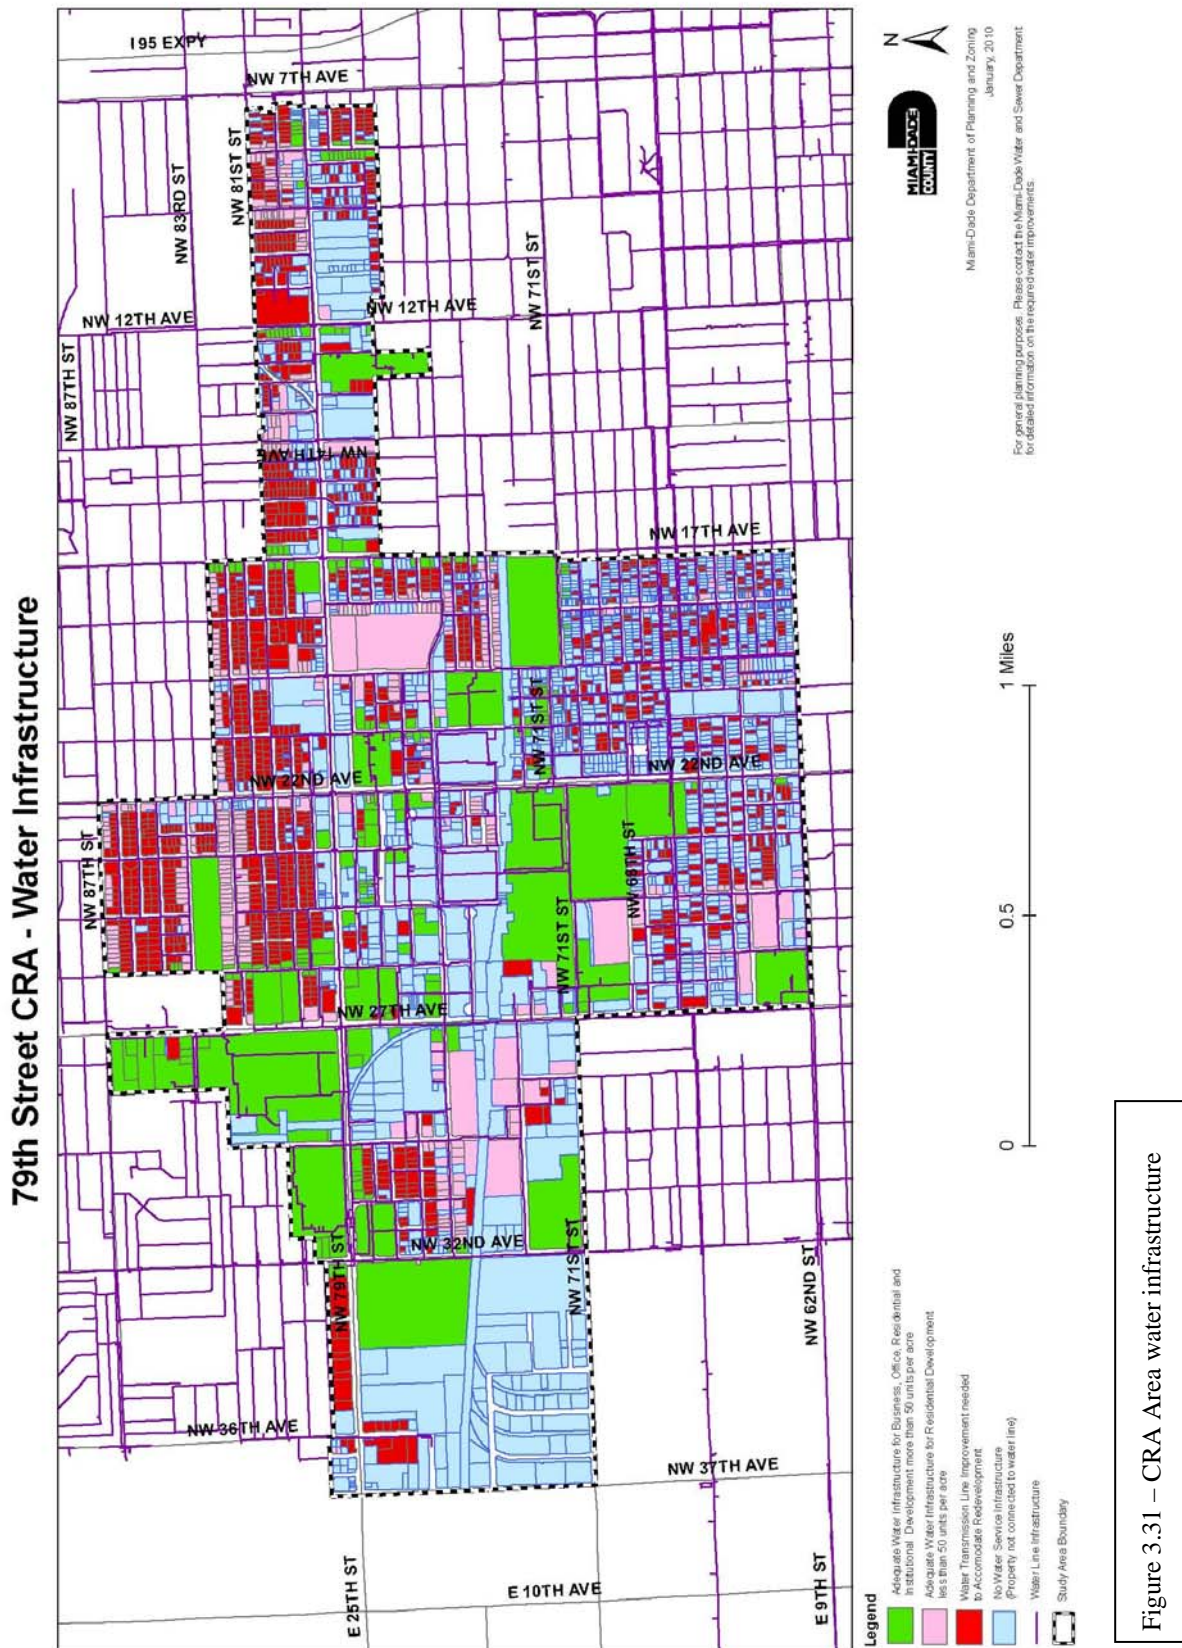 79th Street CRA - Water Infrastructure
I 95 EXPY
NW 7TH AVE
NW 81ST ST
NW 83RD ST
NW 12TH AVE
NW 12TH AVE
NW 71ST ST
NW 87TH ST
NW 14TH AVE
NW 17TH AVE
NW 71ST ST
NW 22ND AVE
NW 22ND AVE
NW 87TH ST
NW 68TH ST
NW 71ST ST
NW 27TH AVE
NW 32ND AVE
NW 79TH ST
NW 71ST ST
NW 62ND ST
NW 36TH AVE
NW 37TH AVE
E 25TH ST
E 10TH AVE
E 9TH ST
N
MIAMI-DADE
COUNTY
Miami-Dade Department of Planning and Zoning
January, 2010
For general planning purposes. Please contact the Miami-Dade Water and Sewer Department
for detailed information on the required water improvements.
0 0.5 1 Miles
Legend
Adequate Water Infrastructure for Business, Office, Residential and
Institutional Development more than 50 units per acre
Adequate Water Infrastructure for Residential Development
less than 50 units per acre
Water Transmission Line Improvement needed
to Accomodate Redevelopment
No Water Service Infrastructure
(Property not connected to water line)
Water Line Infrastructure
Study Area Boundary
Figure 3.31 – CRA Area water infrastructure